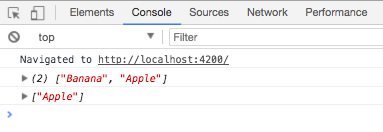 Elements Console Sources Network Performance
top Filter
Navigated to http://localhost:4200/
(2) ["Banana", "Apple"]
["Apple"]